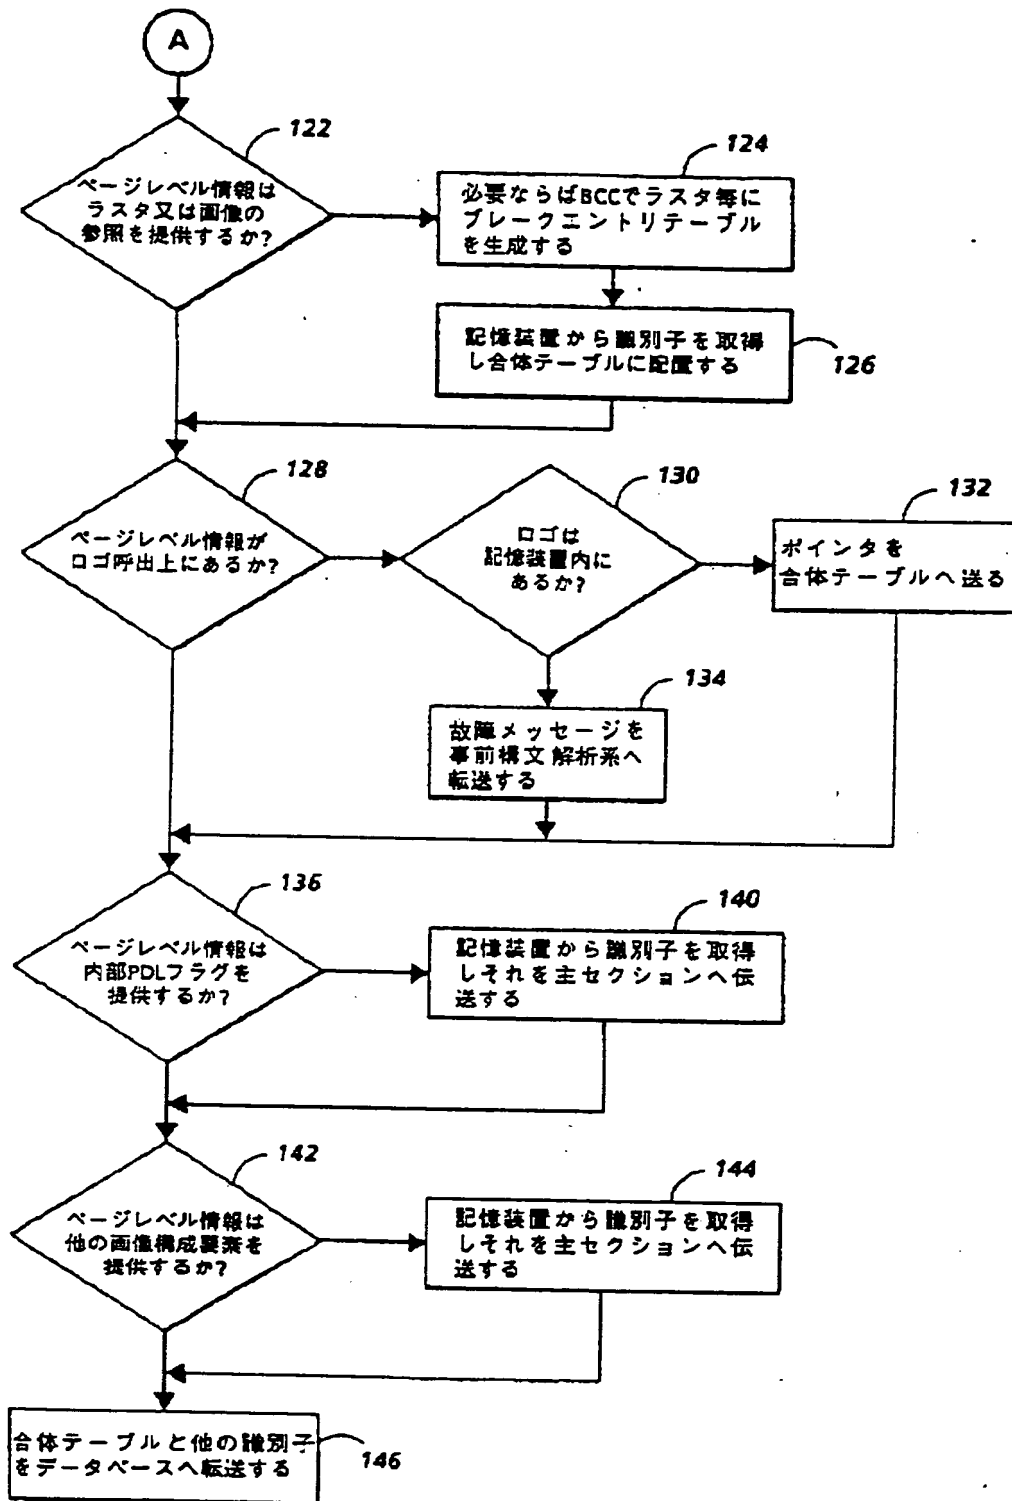 A
122
ページレベル情報は
ラスタ又は画像の
参照を提供するか?
124
必要ならばBCCでラスタ毎に
ブレークエントリテーブル
を生成する
記憶装置から識別子を取得
し合体テーブルに配置する
126
128
ページレベル情報が
ロゴ呼出上にあるか?
130
ロゴは
記憶装置内に
あるか?
132
ポインタを
合体テーブルへ送る
134
故障メッセージを
事前構文解析系へ
転送する
136
ページレベル情報は
内部PDLフラグを
提供するか?
140
記憶装置から識別子を取得
しそれを主セクションへ伝
送する
142
ページレベル情報は
他の画像構成要素を
提供するか?
144
記憶装置から識別子を取得
しそれを主セクションへ伝
送する
合体テーブルと他の識別子
をデータベースへ転送する
146